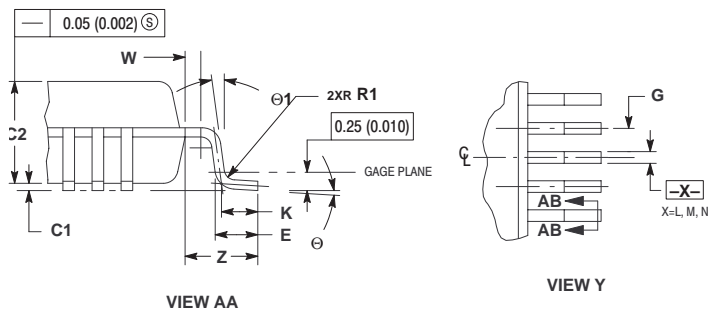 — 0.05 (0.002) Ⓢ
W
Θ1
2XR R1
0.25 (0.010)
C2
GAGE PLANE
C1
K
E
Z
Θ
VIEW AA
G
℄
–X–
X=L, M, N
AB
AB
VIEW Y